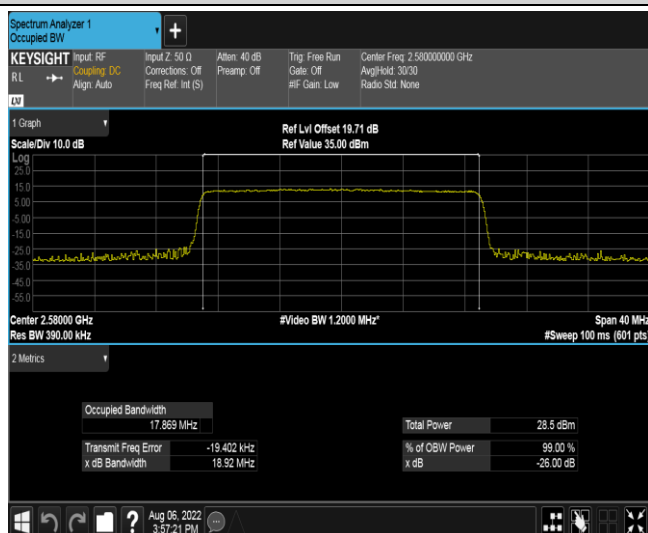 Spectrum Analyzer 1
Occupied BW
+
KEYSIGHT
RL
LXI
Input: RF
Coupling: DC
Align: Auto
Input Z: 50 Ω
Corrections: Off
Freq Ref: Int (S)
Atten: 40 dB
Preamp: Off
Trig: Free Run
Gate: Off
#IF Gain: Low
Center Freq: 2.580000000 GHz
Avg|Hold: 30/30
Radio Std: None
1 Graph
Scale/Div 10.0 dB
Ref Lvl Offset 19.71 dB
Ref Value 35.00 dBm
Log
25.0
15.0
5.00
-5.00
-15.0
-25.0
-35.0
-45.0
-55.0
Center 2.58000 GHz
Res BW 390.00 kHz
#Video BW 1.2000 MHz*
Span 40 MHz
#Sweep 100 ms (601 pts)
2 Metrics
Occupied Bandwidth
17.869 MHz
Transmit Freq Error -19.402 kHz
x dB Bandwidth 18.92 MHz
Total Power 28.5 dBm
% of OBW Power 99.00 %
x dB -26.00 dB
?
Aug 06, 2022
3:57:21 PM